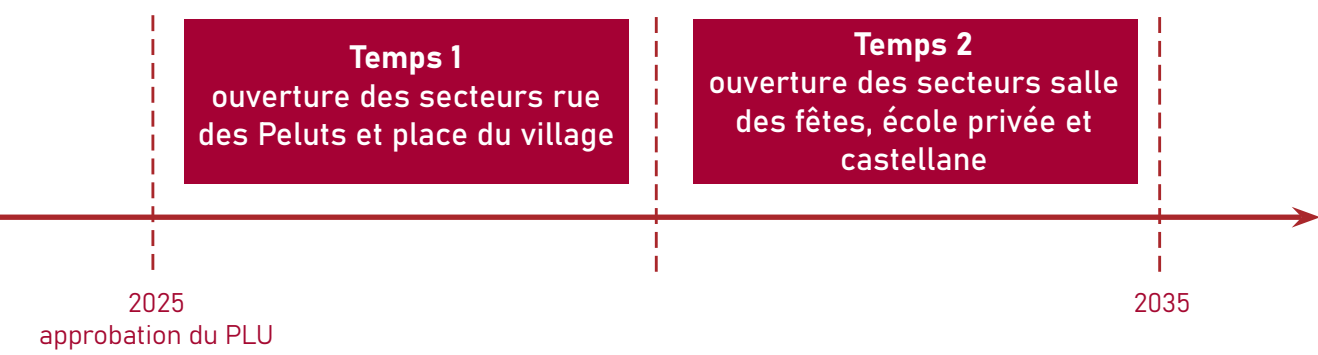 Temps 1
ouverture des secteurs rue
des Peluts et place du village
Temps 2
ouverture des secteurs salle
des fêtes, école privée et
castellane
2025
approbation du PLU
2035